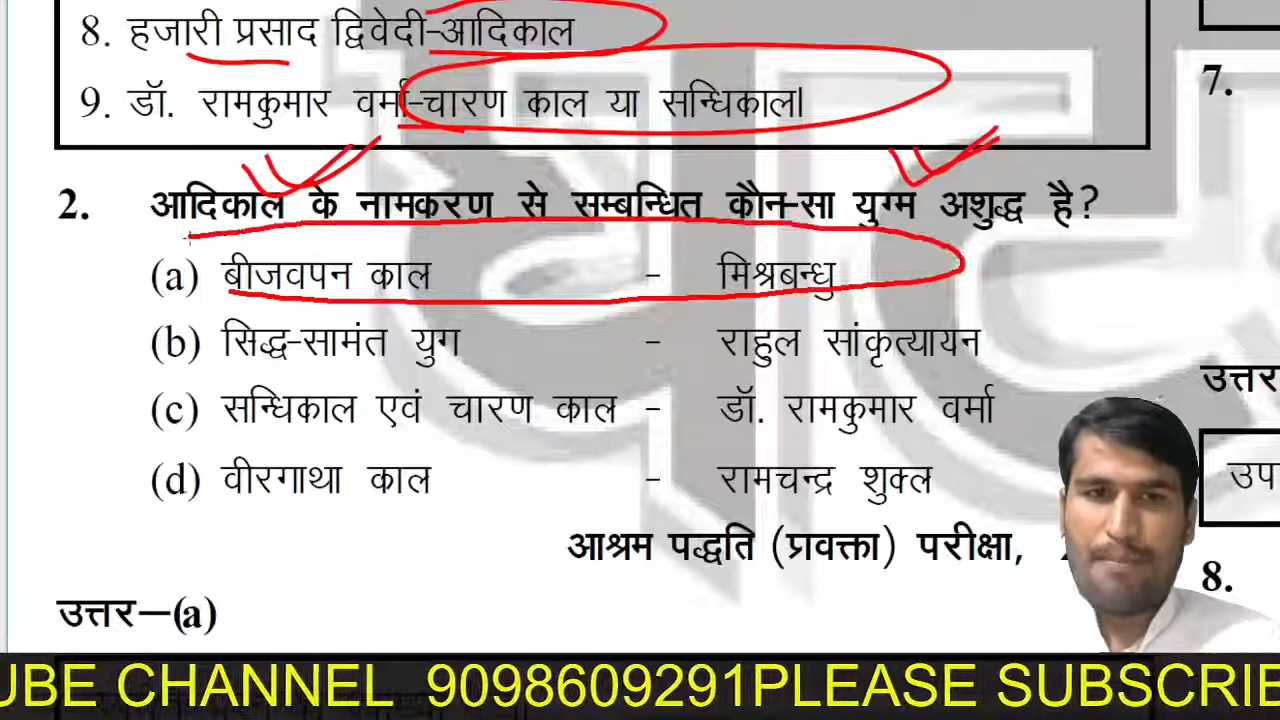 8. हजारी प्रसाद द्विवेदी-आदिकाल
9. डॉ. रामकुमार वर्मा-चारण काल या सन्धिकाल।
2. आदिकाल के नामकरण से सम्बन्धित कौन-सा युग्म अशुद्ध है?
(a) बीजवपन काल - मिश्रबन्धु
(b) सिद्ध-सामंत युग - राहुल सांकृत्यायन
(c) सन्धिकाल एवं चारण काल - डॉ. रामकुमार वर्मा
(d) वीरगाथा काल - रामचन्द्र शुक्ल
आश्रम पद्धति (प्रवक्ता) परीक्षा,
उत्तर—(a)
7.
उत्तर
उप
8.
UBE CHANNEL 9098609291PLEASE SUBSCRIE